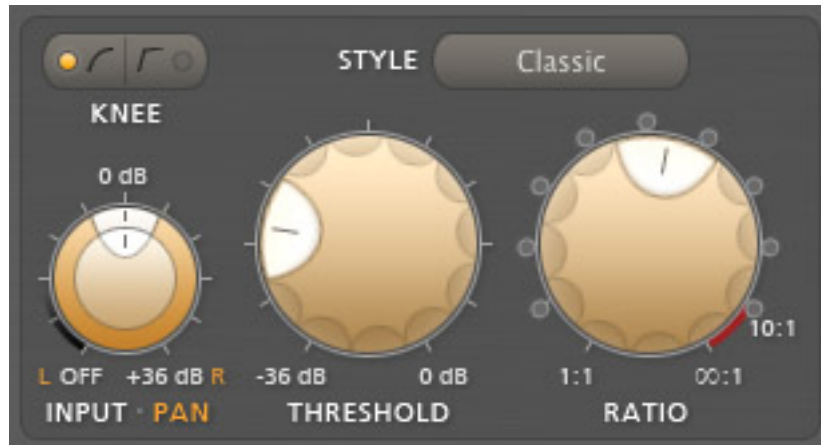 STYLE Classic
KNEE
0 dB
10:1
L OFF +36 dB R -36 dB 0 dB 1:1 ∞:1
INPUT · PAN THRESHOLD RATIO